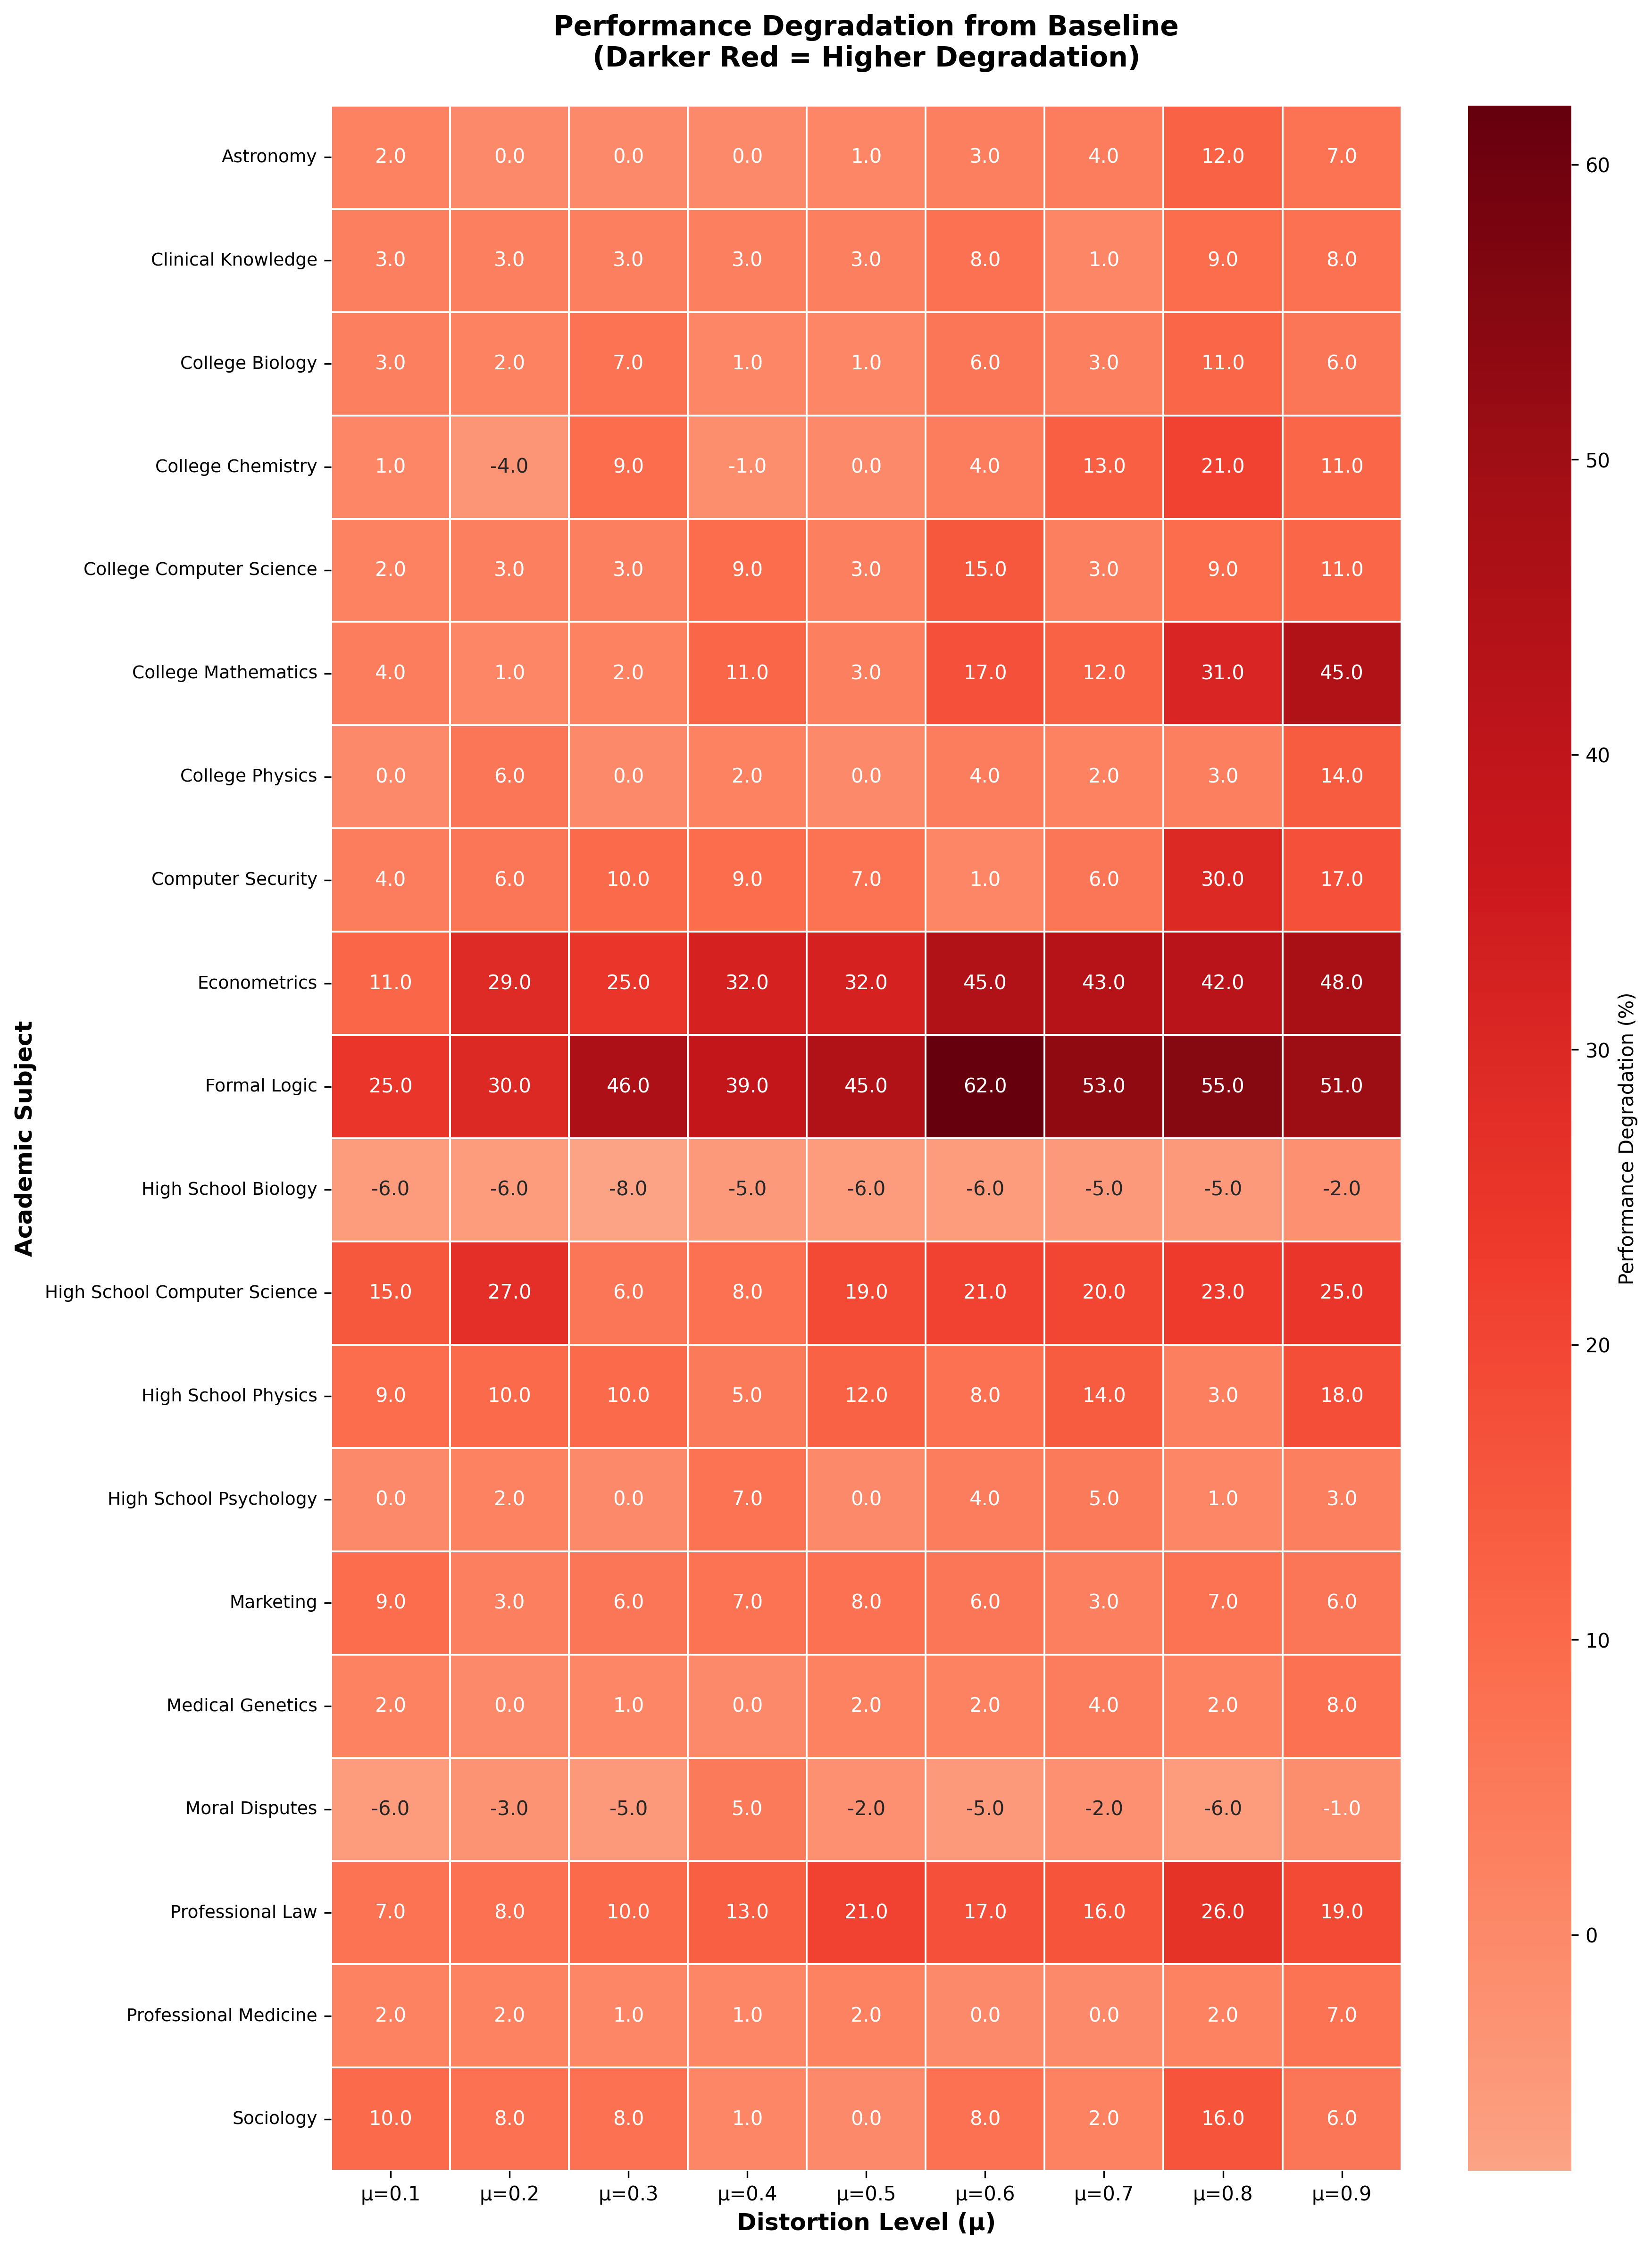 Performance Degradation from Baseline
(Darker Red = Higher Degradation)
Academic Subject
Astronomy 2.0 0.0 0.0 0.0 1.0 3.0 4.0 12.0 7.0
Clinical Knowledge 3.0 3.0 3.0 3.0 3.0 8.0 1.0 9.0 8.0
College Biology 3.0 2.0 7.0 1.0 1.0 6.0 3.0 11.0 6.0
College Chemistry 1.0 -4.0 9.0 -1.0 0.0 4.0 13.0 21.0 11.0
College Computer Science 2.0 3.0 3.0 9.0 3.0 15.0 3.0 9.0 11.0
College Mathematics 4.0 1.0 2.0 11.0 3.0 17.0 12.0 31.0 45.0
College Physics 0.0 6.0 0.0 2.0 0.0 4.0 2.0 3.0 14.0
Computer Security 4.0 6.0 10.0 9.0 7.0 1.0 6.0 30.0 17.0
Econometrics 11.0 29.0 25.0 32.0 32.0 45.0 43.0 42.0 48.0
Formal Logic 25.0 30.0 46.0 39.0 45.0 62.0 53.0 55.0 51.0
High School Biology -6.0 -6.0 -8.0 -5.0 -6.0 -6.0 -5.0 -5.0 -2.0
High School Computer Science 15.0 27.0 6.0 8.0 19.0 21.0 20.0 23.0 25.0
High School Physics 9.0 10.0 10.0 5.0 12.0 8.0 14.0 3.0 18.0
High School Psychology 0.0 2.0 0.0 7.0 0.0 4.0 5.0 1.0 3.0
Marketing 9.0 3.0 6.0 7.0 8.0 6.0 3.0 7.0 6.0
Medical Genetics 2.0 0.0 1.0 0.0 2.0 2.0 4.0 2.0 8.0
Moral Disputes -6.0 -3.0 -5.0 5.0 -2.0 -5.0 -2.0 -6.0 -1.0
Professional Law 7.0 8.0 10.0 13.0 21.0 17.0 16.0 26.0 19.0
Professional Medicine 2.0 2.0 1.0 1.0 2.0 0.0 0.0 2.0 7.0
Sociology 10.0 8.0 8.0 1.0 0.0 8.0 2.0 16.0 6.0
μ=0.1 μ=0.2 μ=0.3 μ=0.4 μ=0.5 μ=0.6 μ=0.7 μ=0.8 μ=0.9
Distortion Level (μ)
60
50
40
30
20
10
0
Performance Degradation (%)